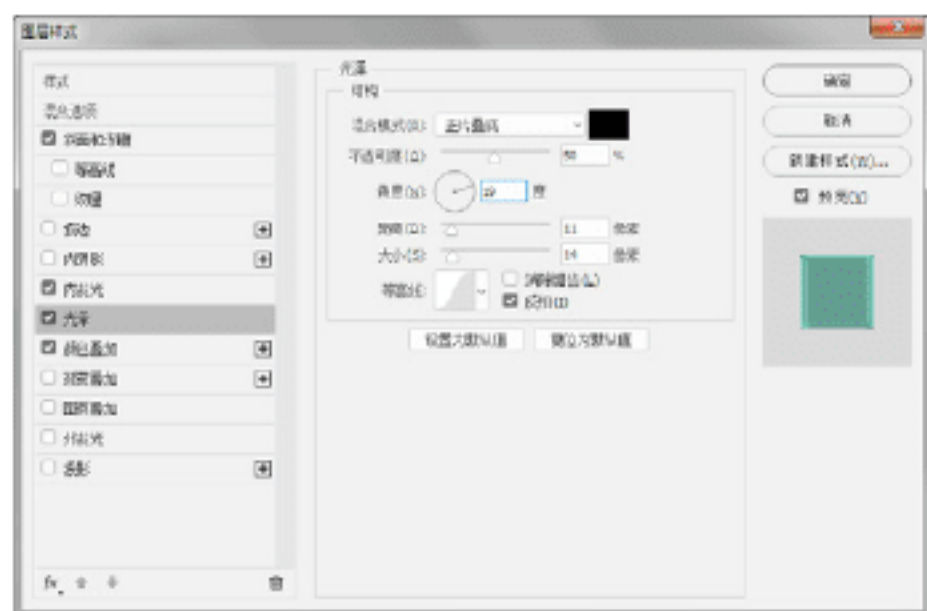 图层样式
样式
混合选项
斜面和浮雕
等高线
纹理
描边
内阴影
内发光
光泽
颜色叠加
渐变叠加
图案叠加
外发光
投影
fx
光泽
结构
混合模式(B): 正片叠底
不透明度(O): 50 %
角度(N): 19 度
距离(D): 11 像素
大小(S): 14 像素
等高线: 消除锯齿(L)
反相(I)
设置为默认值 复位为默认值
确定
取消
新建样式(W)...
预览(V)